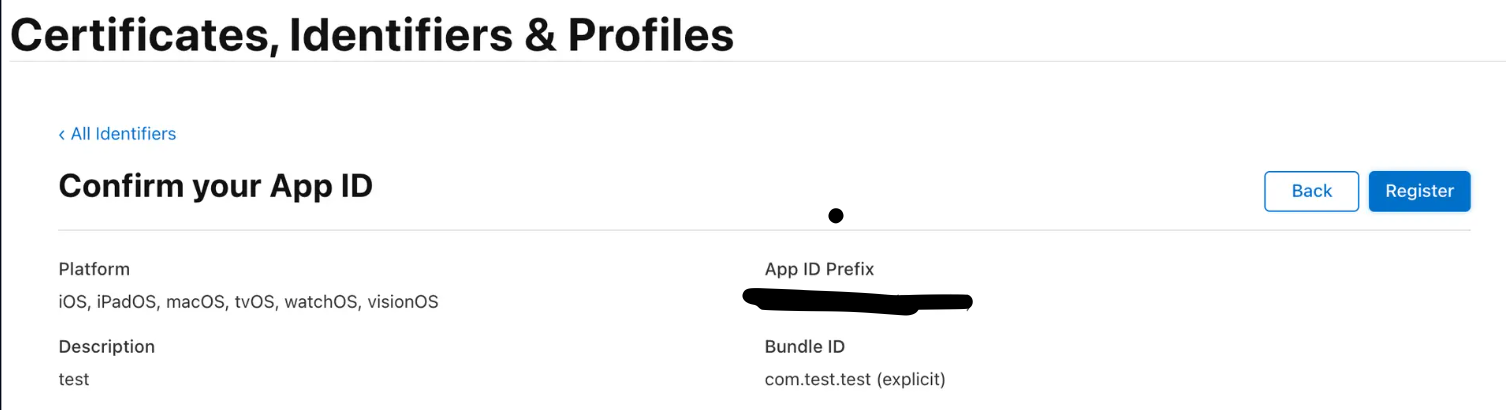 Certificates, Identifiers & Profiles
‹ All Identifiers
Confirm your App ID
Back
Register
Platform
App ID Prefix
iOS, iPadOS, macOS, tvOS, watchOS, visionOS
Description
Bundle ID
test
com.test.test (explicit)